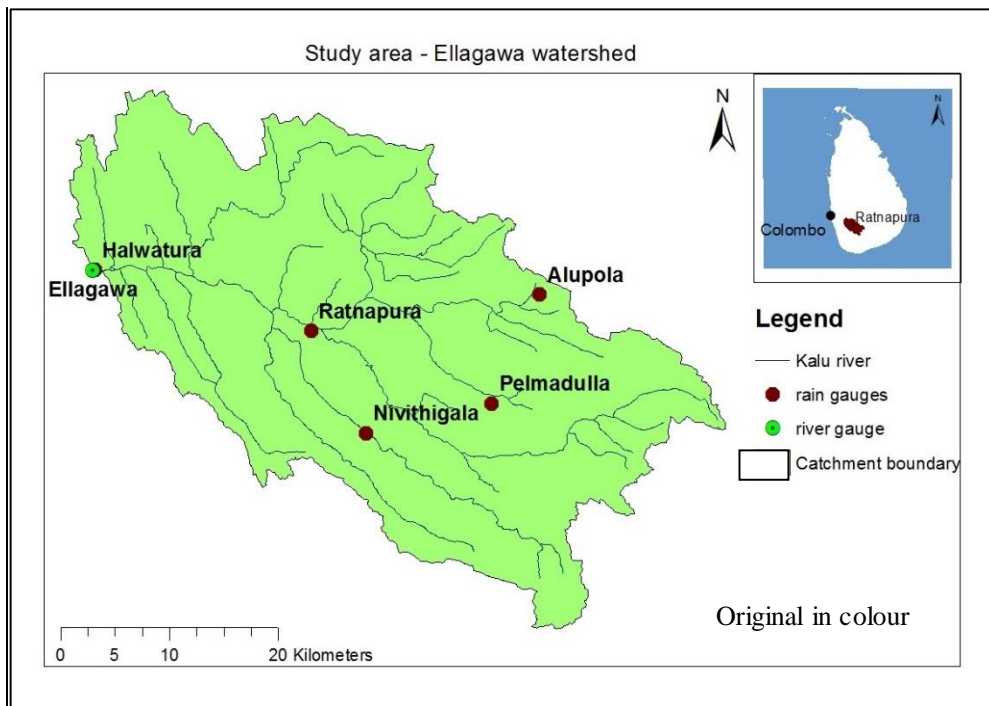 Study area - Ellagawa watershed
N
N
Ratnapura
Colombo
Halwatura
Ellagawa
Alupola
Ratnapura
Pelmadulla
Nivithigala
Legend
Kalu river
rain gauges
river gauge
Catchment boundary
Original in colour
0 5 10 20 Kilometers